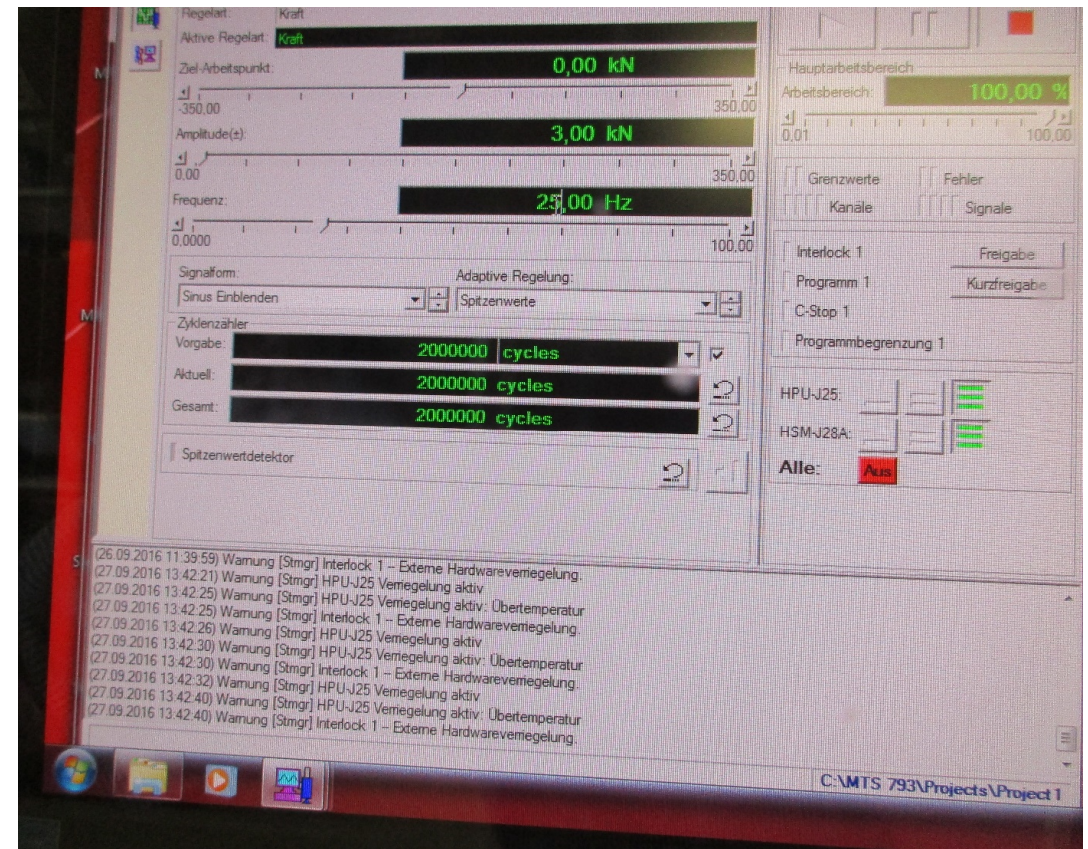 Regelart: Kraft
Aktive Regelart: Kraft
Ziel-Arbeitspunkt: 0,00 kN
-350,00 350,00
Amplitude(±): 3,00 kN
0,00 350,00
Frequenz: 25,00 Hz
0,0000 100,00
Signalform: Adaptive Regelung:
Sinus Einblenden Spitzenwerte
Zyklenzähler
Vorgabe: 2000000 cycles
Aktuell: 2000000 cycles
Gesamt: 2000000 cycles
Spitzenwertdetektor
Hauptarbeitsbereich
Arbeitsbereich: 100,00 %
0,01 100,00
Grenzwerte Fehler
Kanäle Signale
Interlock 1 Freigabe
Programm 1 Kurzfreigabe
C-Stop 1
Programmbegrenzung 1
HPU-J25:
HSM-J28A:
Alle: Aus
(26.09.2016 11:39:59) Warnung [Stmgr] Interlock 1 – Externe Hardwareverriegelung.
(27.09.2016 13:42:21) Warnung [Stmgr] HPU-J25 Verriegelung aktiv
(27.09.2016 13:42:25) Warnung [Stmgr] HPU-J25 Verriegelung aktiv: Übertemperatur
(27.09.2016 13:42:25) Warnung [Stmgr] Interlock 1 – Externe Hardwareverriegelung.
(27.09.2016 13:42:26) Warnung [Stmgr] HPU-J25 Verriegelung aktiv
(27.09.2016 13:42:30) Warnung [Stmgr] HPU-J25 Verriegelung aktiv: Übertemperatur
(27.09.2016 13:42:30) Warnung [Stmgr] Interlock 1 – Externe Hardwareverriegelung.
(27.09.2016 13:42:32) Warnung [Stmgr] HPU-J25 Verriegelung aktiv
(27.09.2016 13:42:40) Warnung [Stmgr] HPU-J25 Verriegelung aktiv: Übertemperatur
(27.09.2016 13:42:40) Warnung [Stmgr] Interlock 1 – Externe Hardwareverriegelung.
C:\MTS 793\Projects\Project1